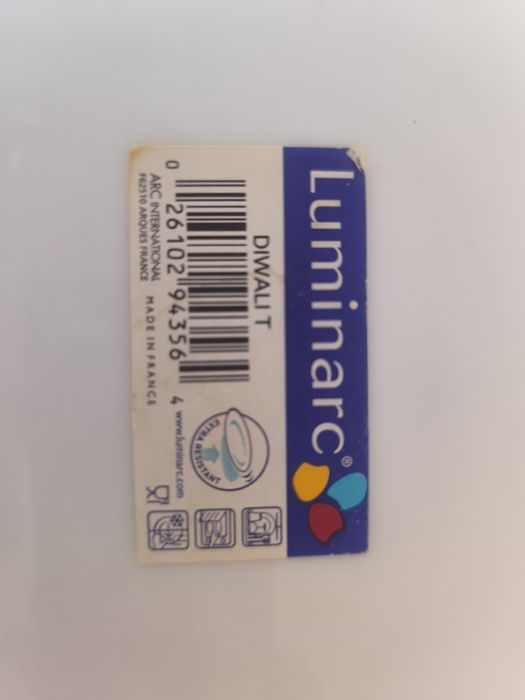 Luminarc®
DIWALI T
0 26102 94356 4
EXTRA RESISTANT
ARC INTERNATIONAL
F62510 ARQUES FRANCE
MADE IN FRANCE
www.luminarc.com